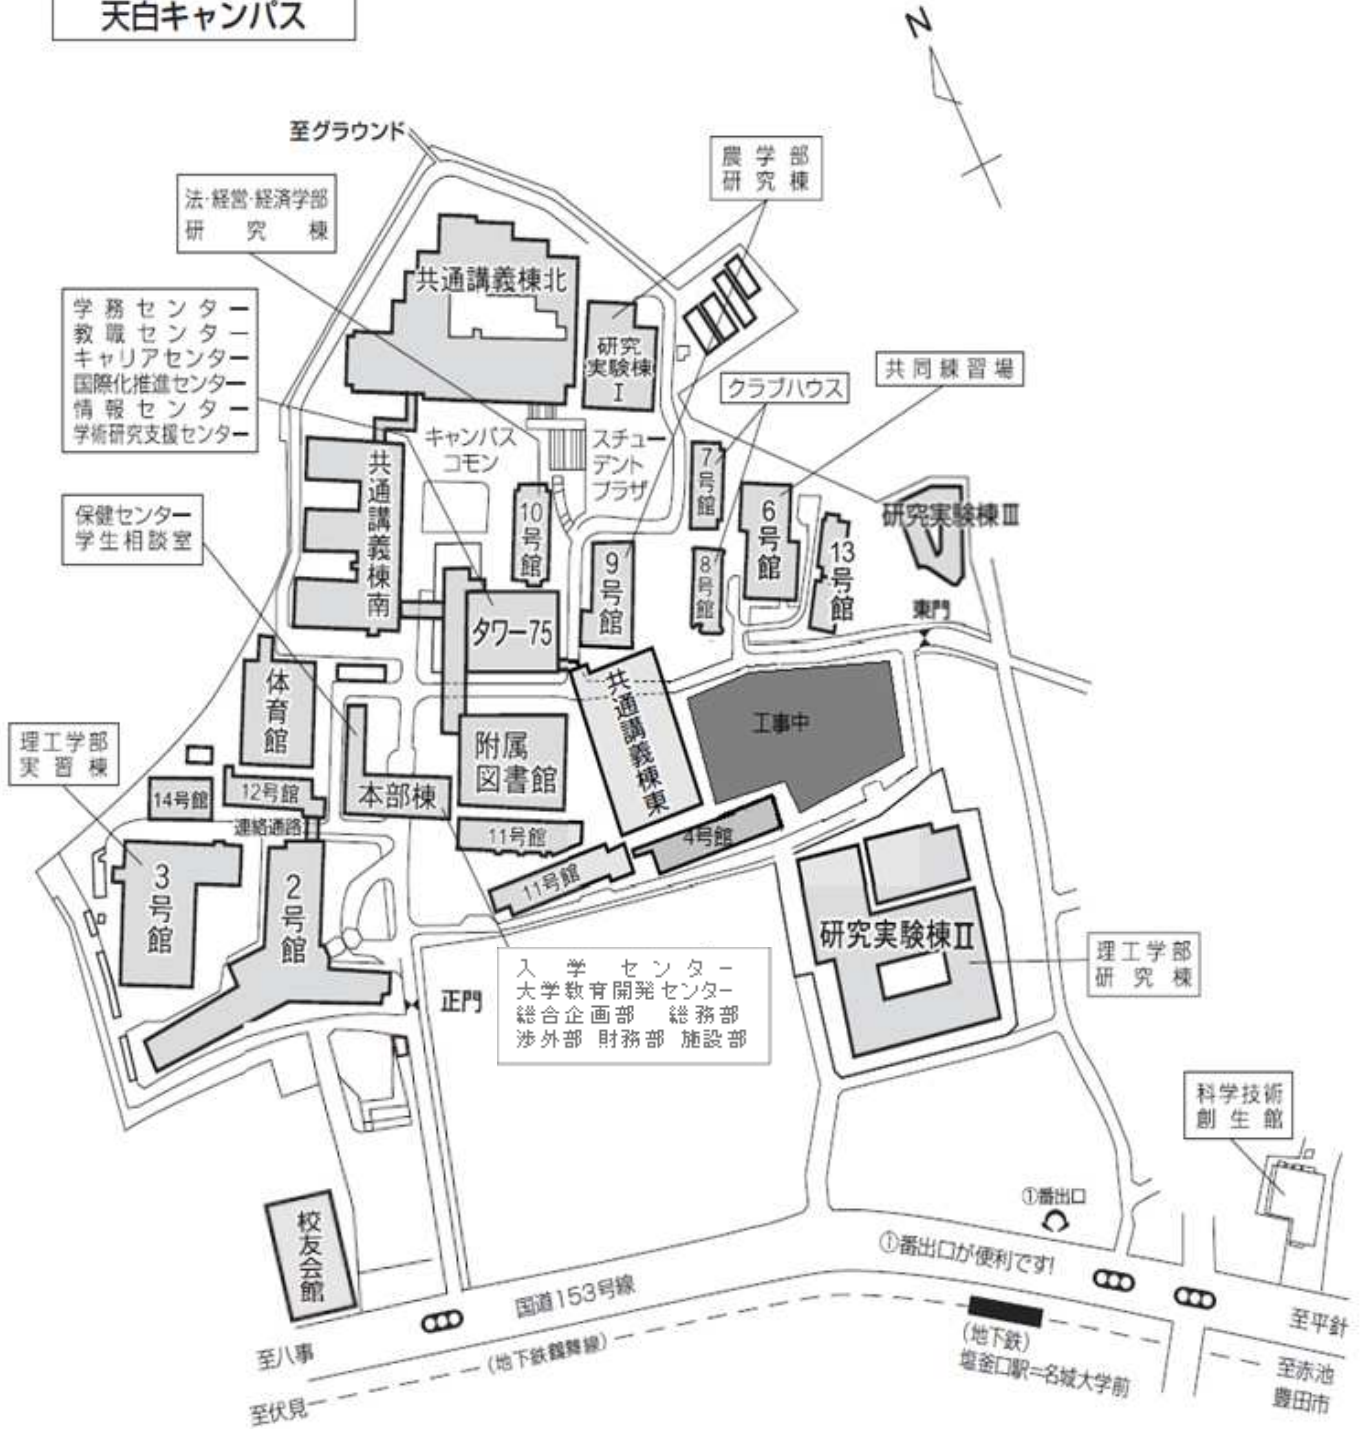 天白キャンパス
N
至グラウンド
農学部
研究棟
法・経営・経済学部
研究棟
共通講義棟北
学務センター
教職センター
キャリアセンター
国際化推進センター
情報センター
学術研究支援センター
研究
実験棟
I
共同練習場
クラブハウス
キャンパス
コモン
スチュー
デント
プラザ
共通講義棟南
7号館
6号館
研究実験棟Ⅲ
保健センター
学生相談室
10号館
9号館
8号館
13号館
東門
タワー75
体育館
共通講義棟東
工事中
理工学部
実習棟
附属
図書館
14号館
12号館
本部棟
連絡通路
11号館
4号館
3号館
2号館
11号館
研究実験棟Ⅱ
理工学部
研究棟
正門
入学センター
大学教育開発センター
総合企画部 総務部
渉外部 財務部 施設部
科学技術
創生館
①番出口
校友会館
①番出口が便利です!
国道153号線
至平針
至八事
(地下鉄鶴舞線)
(地下鉄)
塩釜口駅=名城大学前
至赤池
豊田市
至伏見